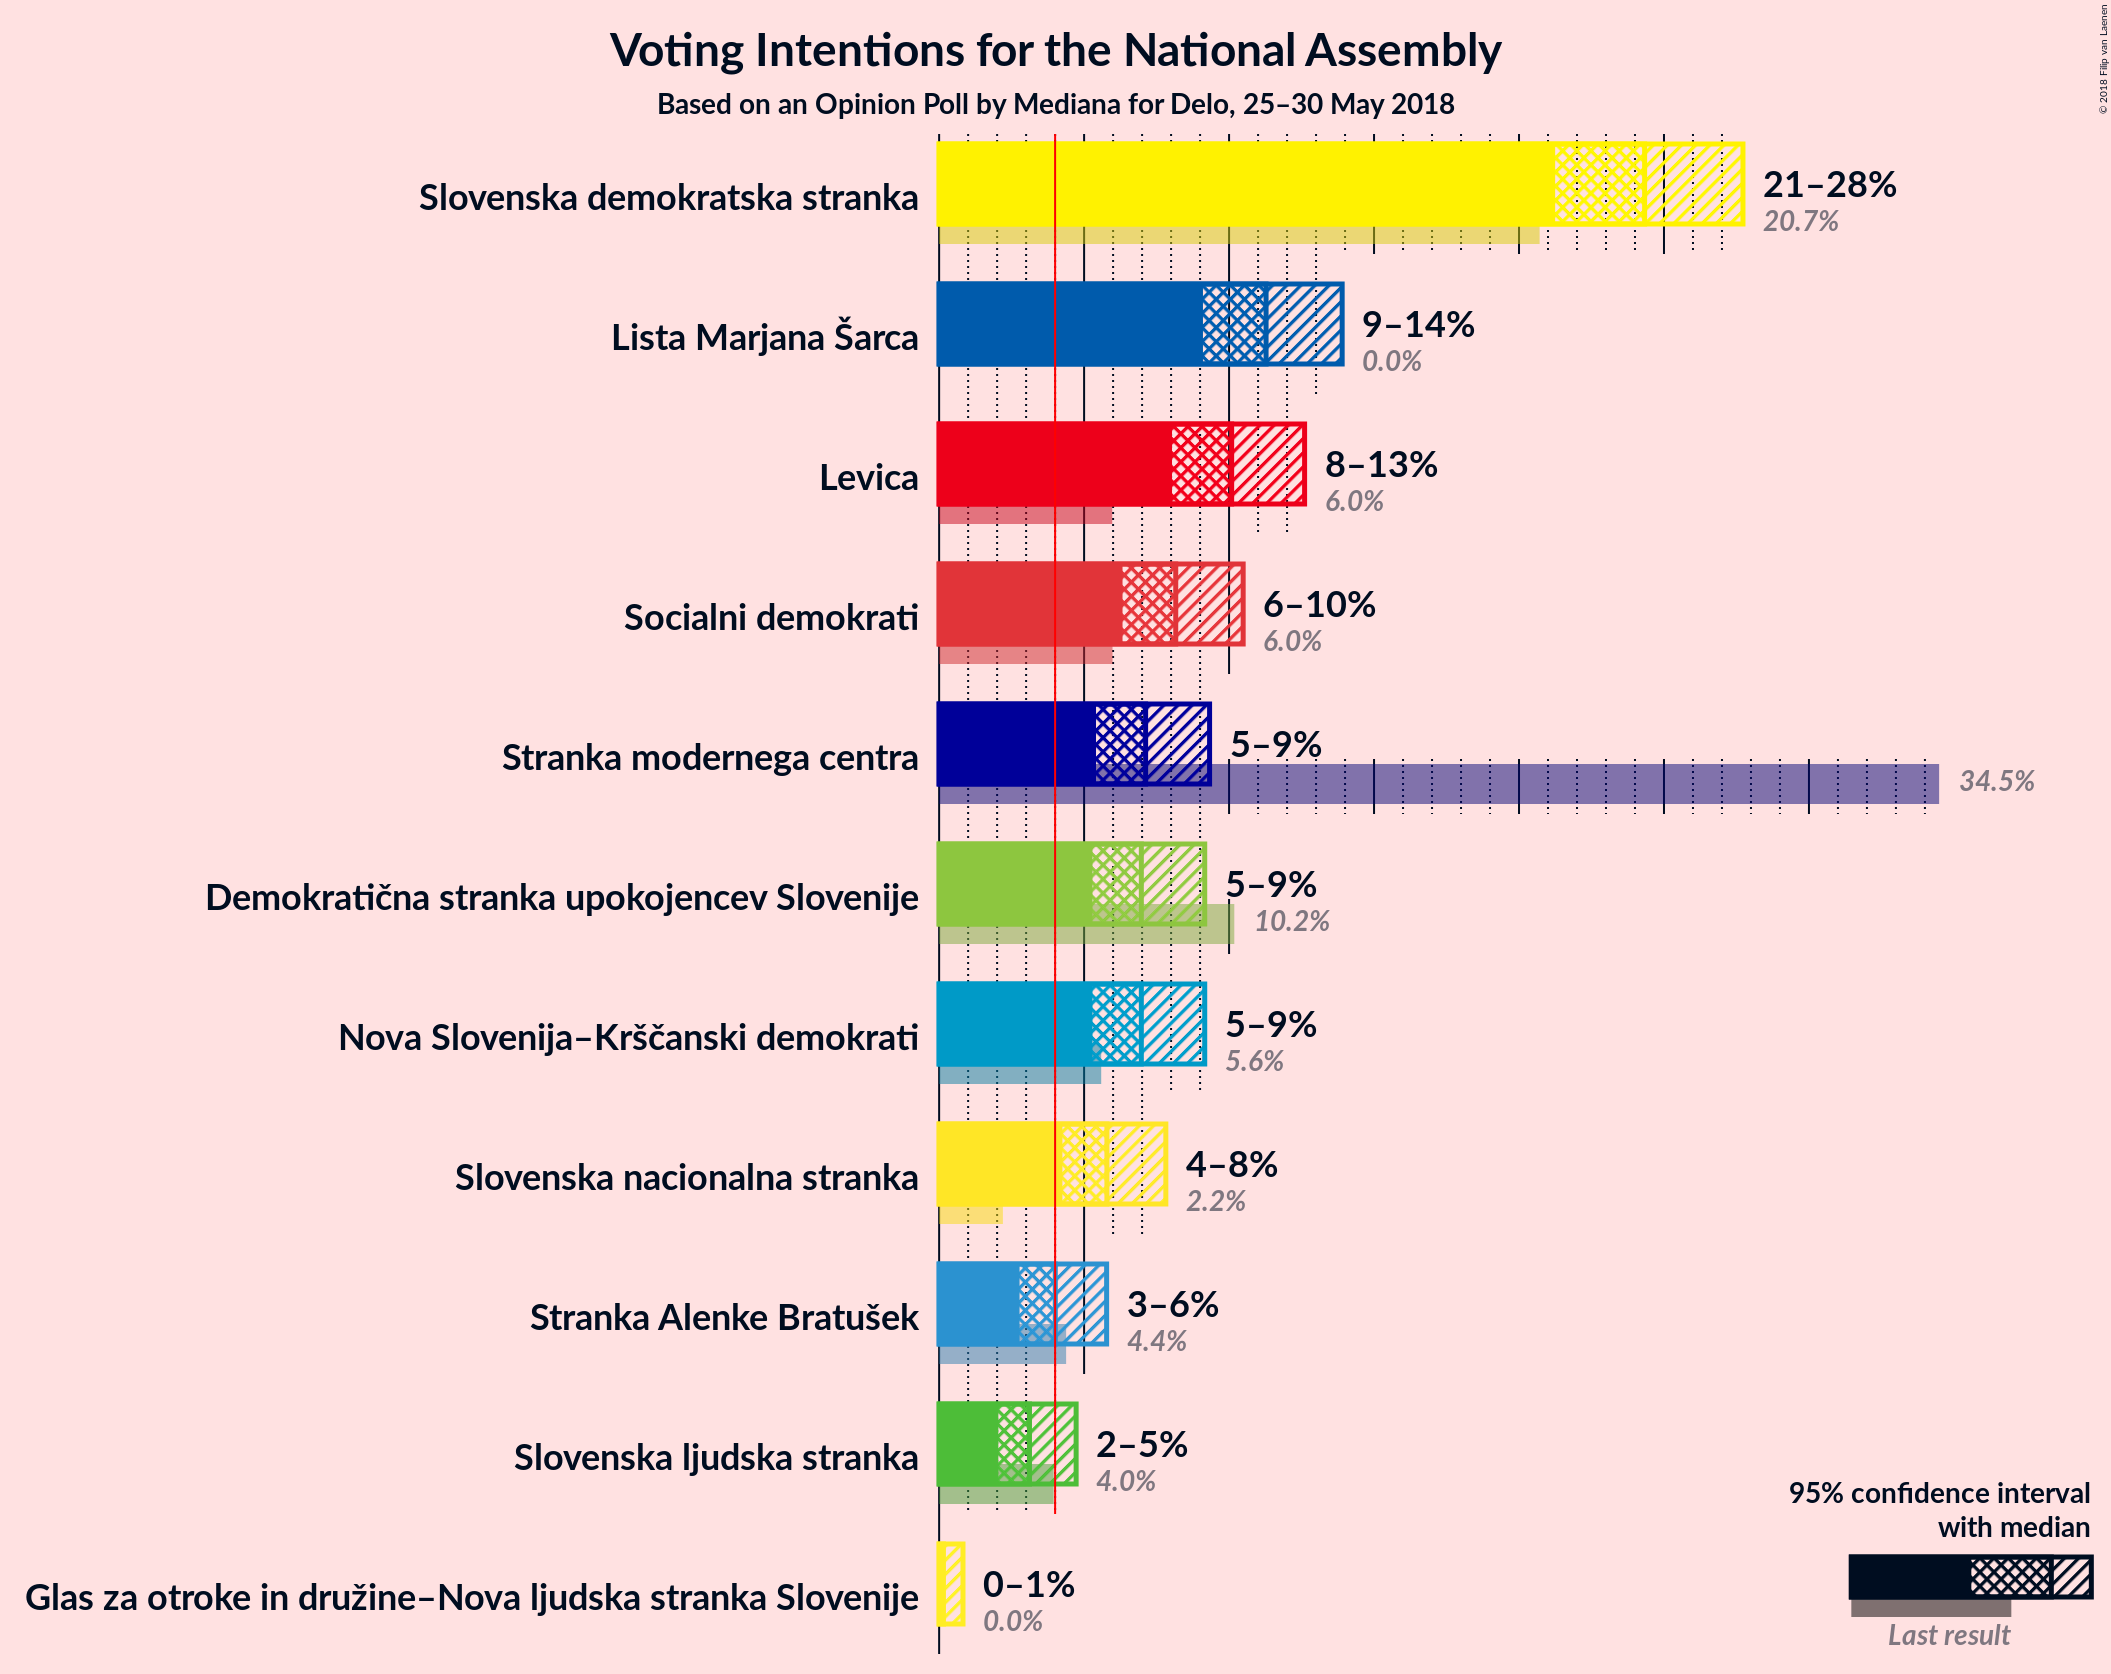 Voting Intentions for the National Assembly
Based on an Opinion Poll by Mediana for Delo, 25–30 May 2018
© 2018 Filip van Laenen
Slovenska demokratska stranka
21–28%
20.7%
Lista Marjana Šarca
9–14%
0.0%
Levica
8–13%
6.0%
Socialni demokrati
6–10%
6.0%
Stranka modernega centra
5–9%
34.5%
Demokratična stranka upokojencev Slovenije
5–9%
10.2%
Nova Slovenija–Krščanski demokrati
5–9%
5.6%
Slovenska nacionalna stranka
4–8%
2.2%
Stranka Alenke Bratušek
3–6%
4.4%
Slovenska ljudska stranka
2–5%
4.0%
Glas za otroke in družine–Nova ljudska stranka Slovenije
0–1%
0.0%
95% confidence interval
with median
Last result